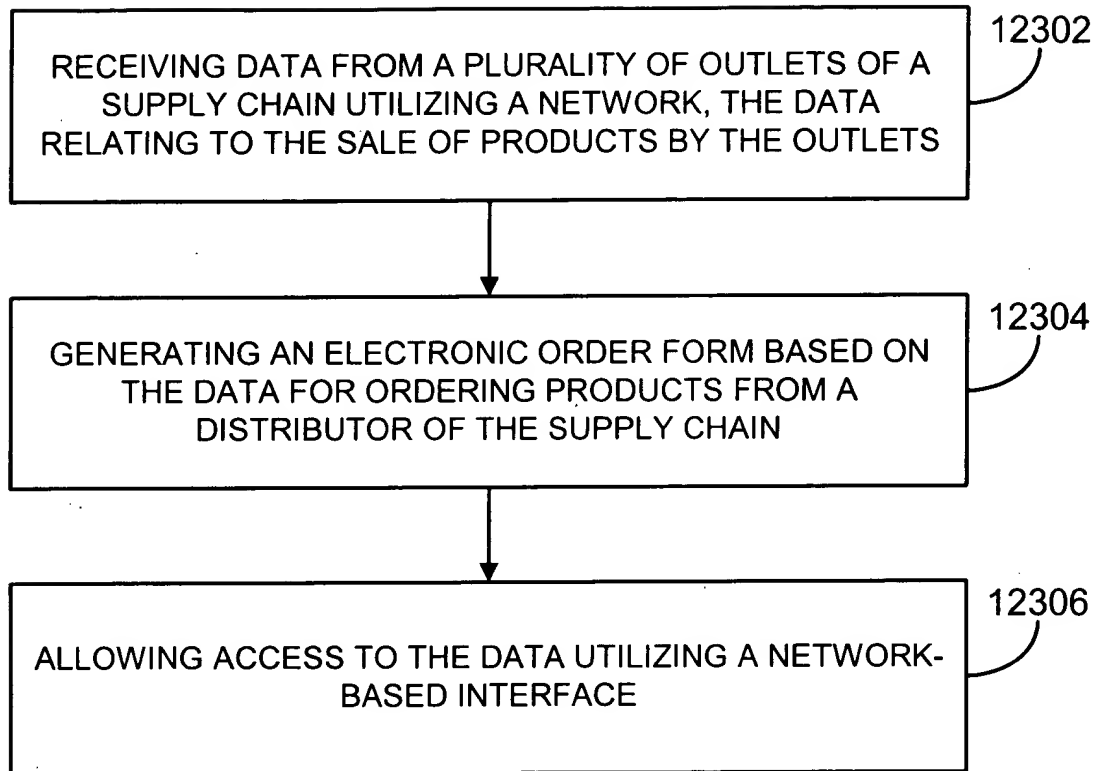 12302
RECEIVING DATA FROM A PLURALITY OF OUTLETS OF A
SUPPLY CHAIN UTILIZING A NETWORK, THE DATA
RELATING TO THE SALE OF PRODUCTS BY THE OUTLETS
12304
GENERATING AN ELECTRONIC ORDER FORM BASED ON
THE DATA FOR ORDERING PRODUCTS FROM A
DISTRIBUTOR OF THE SUPPLY CHAIN
12306
ALLOWING ACCESS TO THE DATA UTILIZING A NETWORK-
BASED INTERFACE